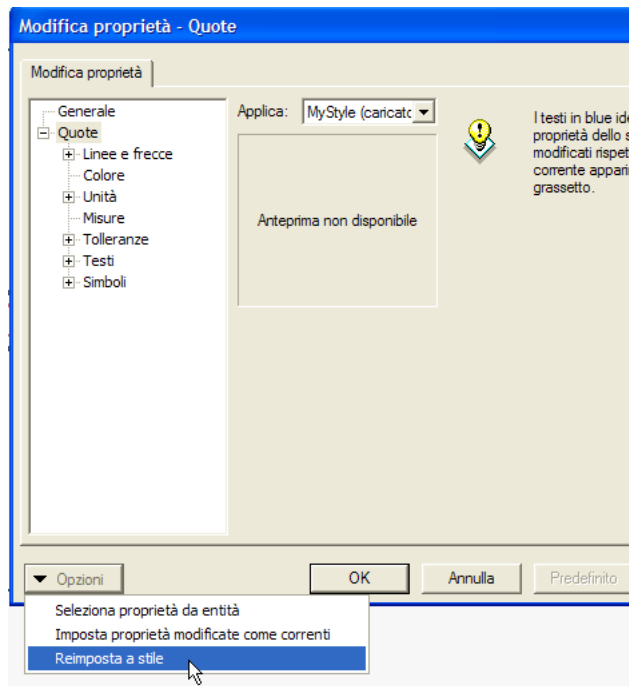 Modifica proprietà - Quote
Modifica proprietà
Generale
Quote
Linee e frecce
Colore
Unità
Misure
Tolleranze
Testi
Simboli
Applica:
MyStyle (caricato
Anteprima non disponibile
I testi in blue ide
proprietà dello s
modificati rispet
corrente appari
grassetto.
Opzioni
OK
Annulla
Predefinito
Seleziona proprietà da entità
Imposta proprietà modificate come correnti
Reimposta a stile